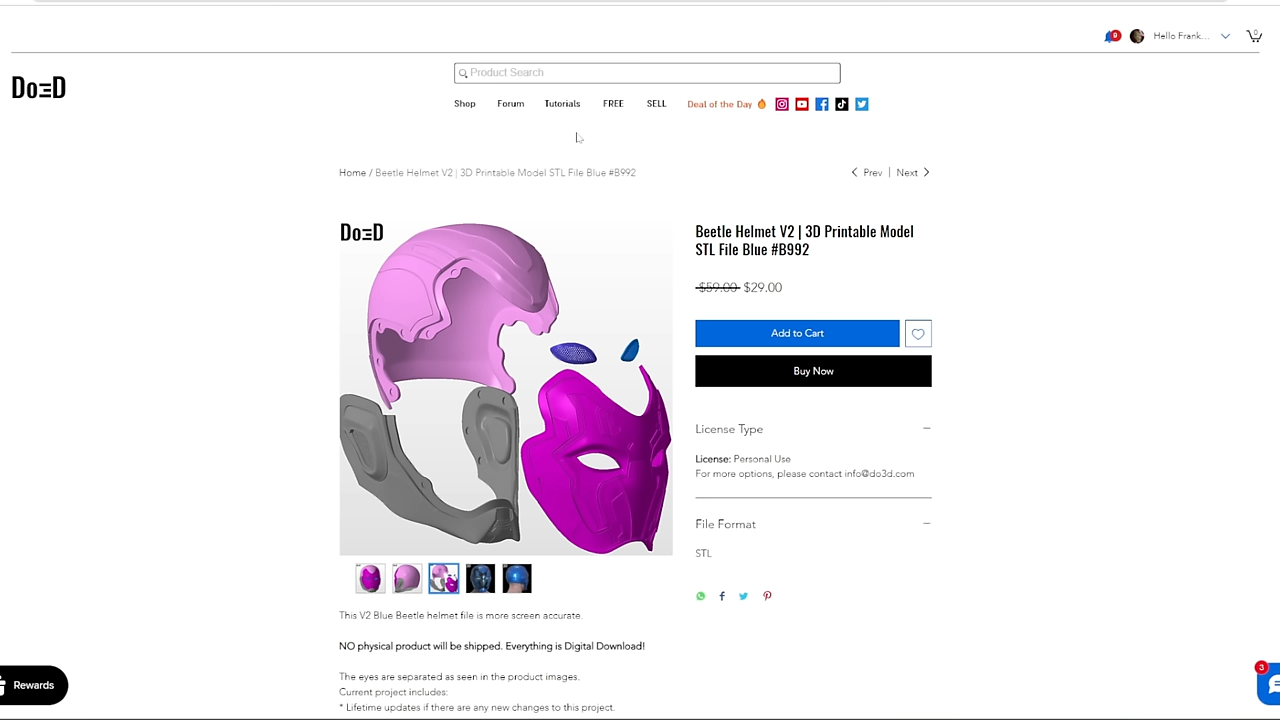 9
Hello Frank...
0
DoƎD
Product Search
Shop Forum Tutorials FREE SELL Deal of the Day
Home / Beetle Helmet V2 | 3D Printable Model STL File Blue #B992
Prev | Next
DoƎD
Beetle Helmet V2 | 3D Printable Model
STL File Blue #B992
$59.00 $29.00
Add to Cart
Buy Now
License Type
License: Personal Use
For more options, please contact info@do3d.com
File Format
STL
This V2 Blue Beetle helmet file is more screen accurate.
NO physical product will be shipped. Everything is Digital Download!
The eyes are separated as seen in the product images.
Current project includes:
* Lifetime updates if there are any new changes to this project.
Rewards
3